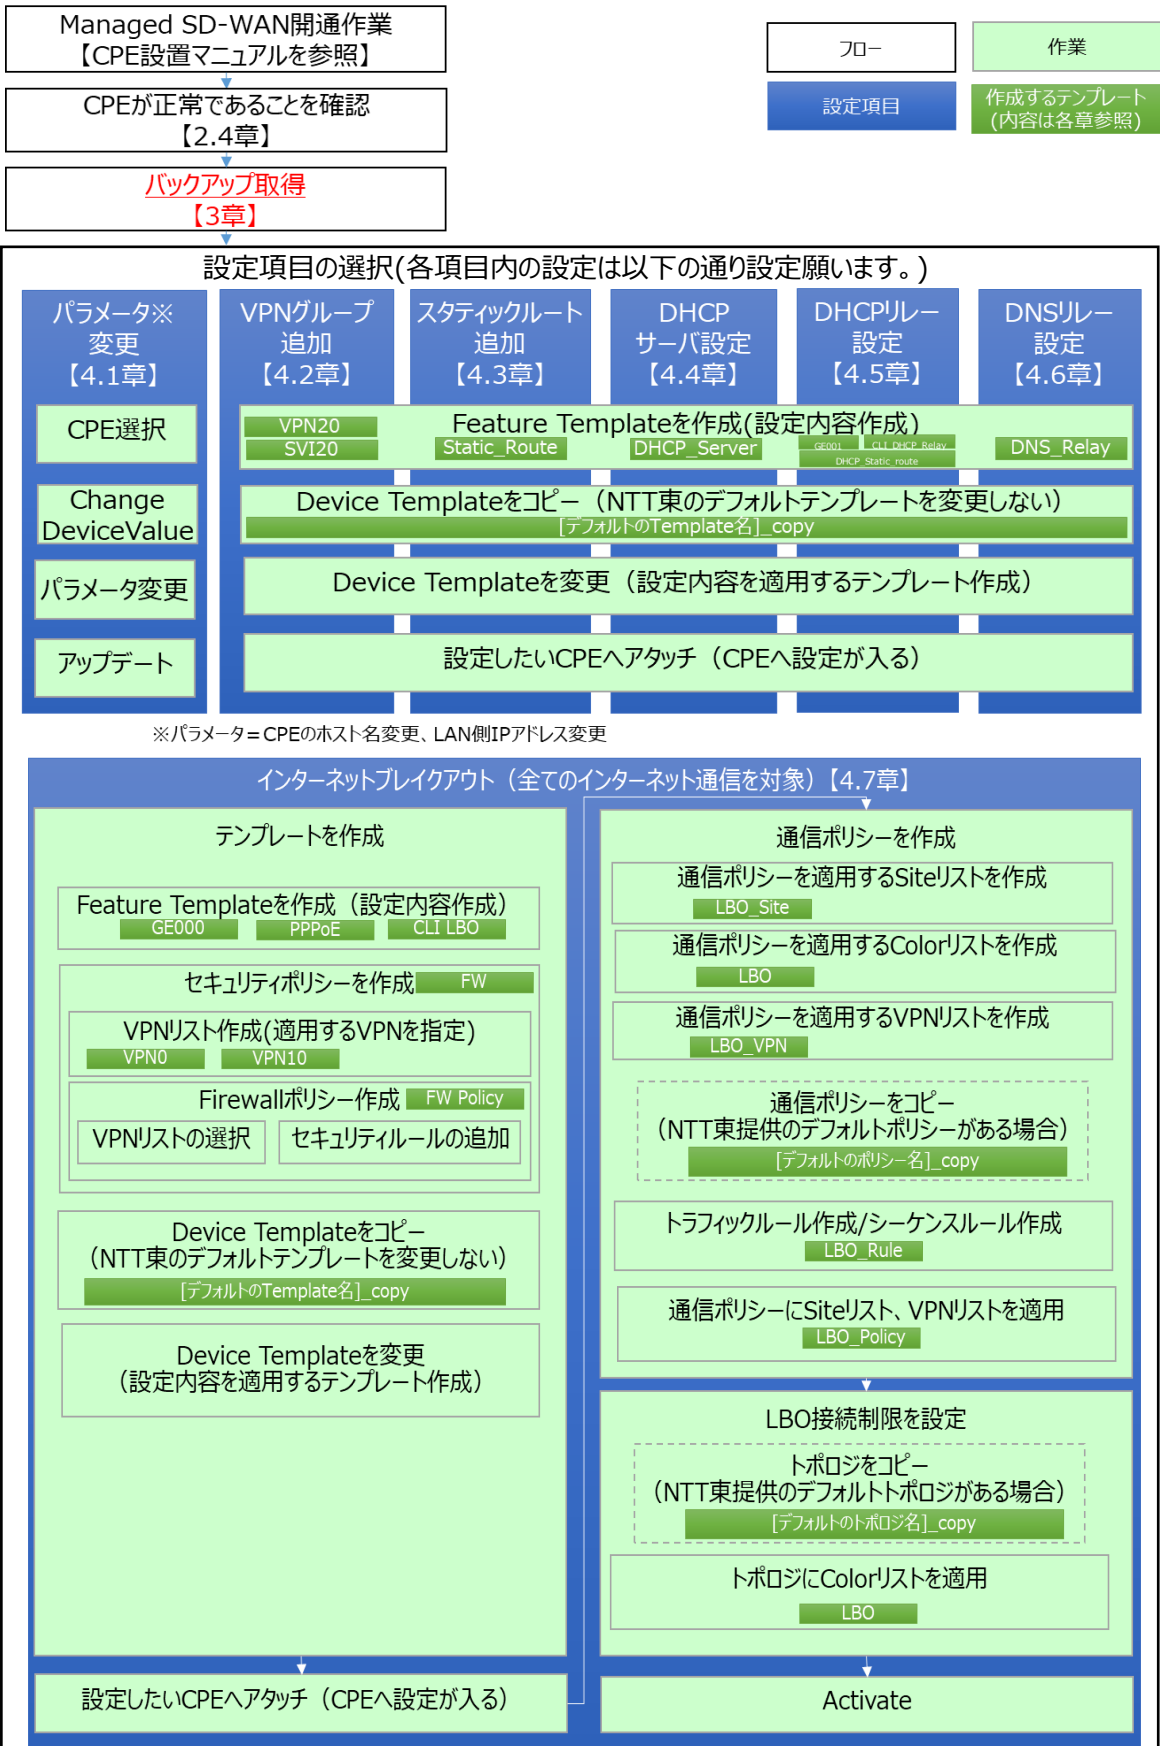 Managed SD-WAN開通作業
【CPE設置マニュアルを参照】
フロー
作業
設定項目
作成するテンプレート
(内容は各章参照)
CPEが正常であることを確認
【2.4章】
バックアップ取得
【3章】
設定項目の選択(各項目内の設定は以下の通り設定願います。)
パラメータ※
変更
【4.1章】
VPNグループ
追加
【4.2章】
スタティックルート
追加
【4.3章】
DHCP
サーバ設定
【4.4章】
DHCPリレー
設定
【4.5章】
DNSリレー
設定
【4.6章】
CPE選択
Change
DeviceValue
パラメータ変更
アップデート
Feature Templateを作成(設定内容作成)
VPN20
SVI20
Static_Route
DHCP_Server
GE001
CLI_DHCP_Relay
DHCP_Static_route
DNS_Relay
Device Templateをコピー（NTT東のデフォルトテンプレートを変更しない）
[デフォルトのTemplate名]_copy
Device Templateを変更（設定内容を適用するテンプレート作成）
設定したいCPEへアタッチ（CPEへ設定が入る）
※パラメータ=CPEのホスト名変更、LAN側IPアドレス変更
インターネットブレイクアウト（全てのインターネット通信を対象）【4.7章】
テンプレートを作成
Feature Templateを作成（設定内容作成）
GE000
PPPoE
CLI LBO
セキュリティポリシーを作成
FW
VPNリスト作成(適用するVPNを指定)
VPN0
VPN10
Firewallポリシー作成
FW Policy
VPNリストの選択
セキュリティルールの追加
Device Templateをコピー
（NTT東のデフォルトテンプレートを変更しない）
[デフォルトのTemplate名]_copy
Device Templateを変更
（設定内容を適用するテンプレート作成）
設定したいCPEへアタッチ（CPEへ設定が入る）
通信ポリシーを作成
通信ポリシーを適用するSiteリストを作成
LBO_Site
通信ポリシーを適用するColorリストを作成
LBO
通信ポリシーを適用するVPNリストを作成
LBO_VPN
通信ポリシーをコピー
（NTT東提供のデフォルトポリシーがある場合）
[デフォルトのポリシー名]_copy
トラフィックルール作成/シーケンスルール作成
LBO_Rule
通信ポリシーにSiteリスト、VPNリストを適用
LBO_Policy
LBO接続制限を設定
トポロジをコピー
（NTT東提供のデフォルトトポロジがある場合）
[デフォルトのトポロジ名]_copy
トポロジにColorリストを適用
LBO
Activate